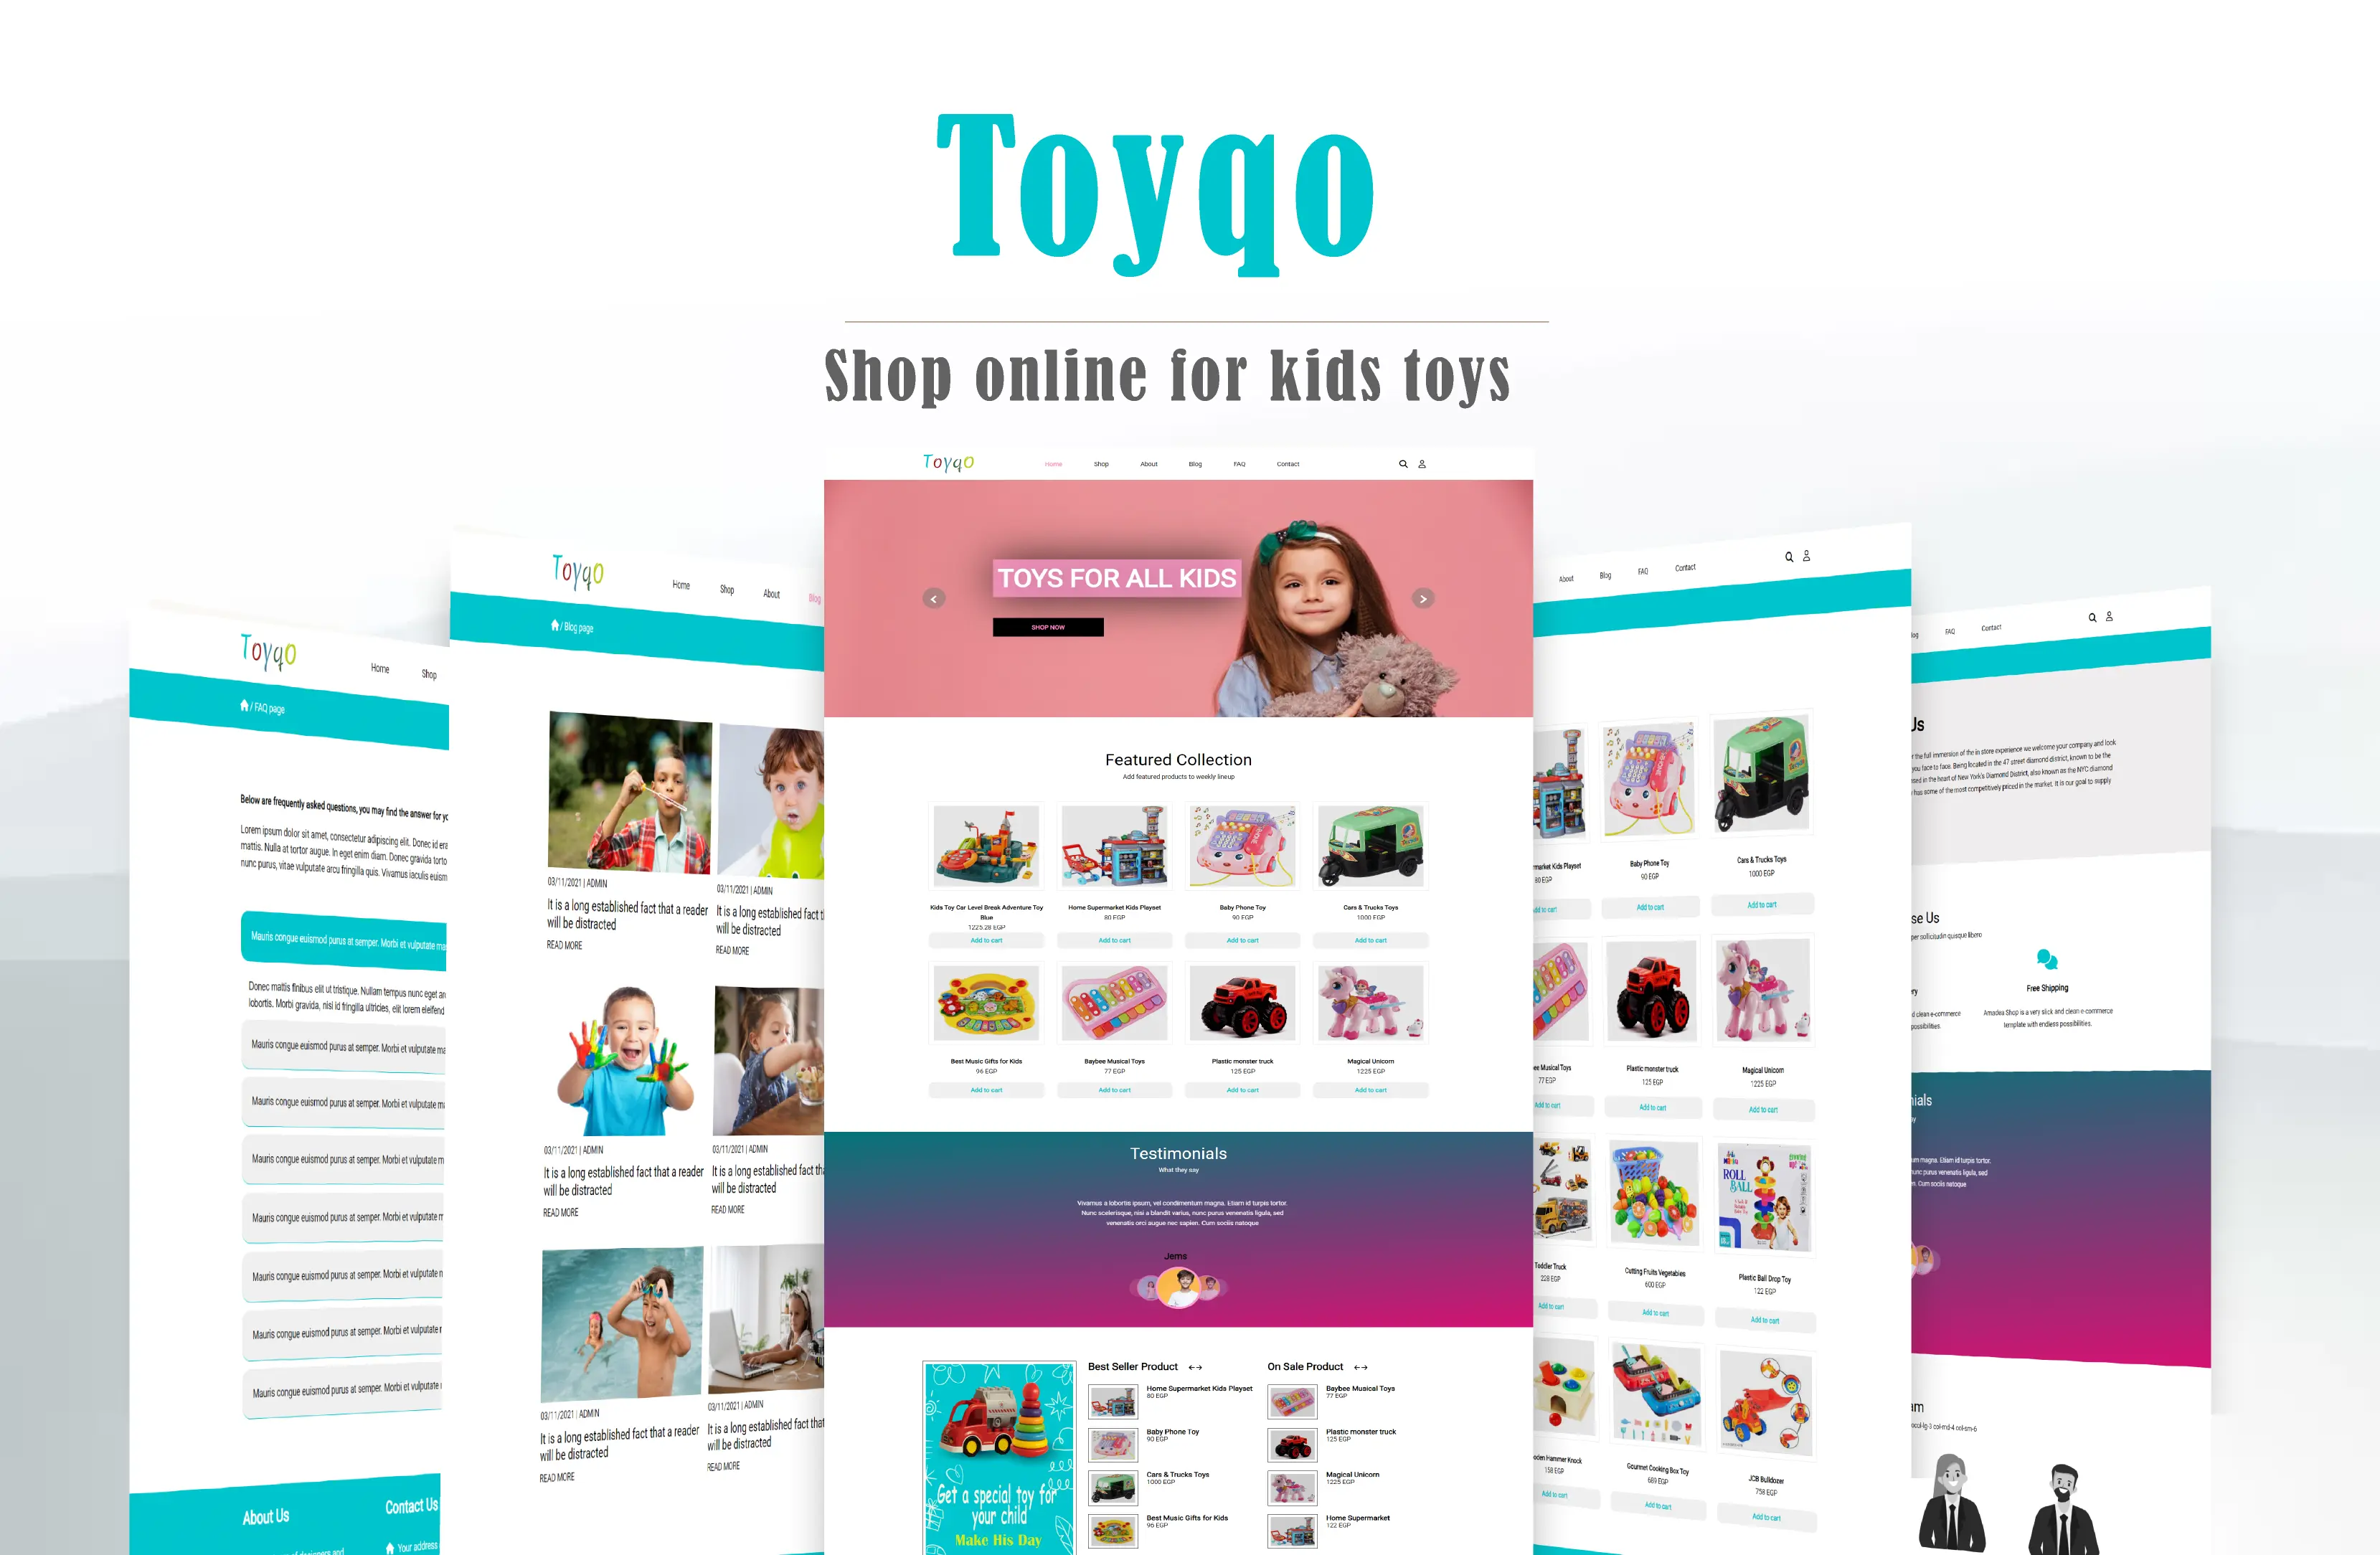 Toyqo
Shop online for kids toys
Toyqo
Home Shop About Blog FAQ Contact
TOYS FOR ALL KIDS
SHOP NOW
Featured Collection
Add featured products to weekly lineup
Kids Toy Car Level Break Adventure Toy
Blue
1225.28 EGP
Add to cart
Home Supermarket Kids Playset
80 EGP
Add to cart
Baby Phone Toy
90 EGP
Add to cart
Cars & Trucks Toys
1000 EGP
Add to cart
Best Music Gifts for Kids
96 EGP
Add to cart
Baybee Musical Toys
77 EGP
Add to cart
Plastic monster truck
125 EGP
Add to cart
Magical Unicorn
1225 EGP
Add to cart
Testimonials
What they say
Vivamus a lobortis ipsum, vel condimentum magna. Etiam id turpis tortor.
Nunc scelerisque, nisi a blandit varius, nunc purus venenatis ligula, sed
venenatis orci augue nec sapien. Cum sociis natoque
Jems
Get a special toy for
your child
Make His Day
Best Seller Product
Home Supermarket Kids Playset
80 EGP
Baby Phone Toy
90 EGP
Cars & Trucks Toys
1000 EGP
Best Music Gifts for Kids
96 EGP
On Sale Product
Baybee Musical Toys
77 EGP
Plastic monster truck
125 EGP
Magical Unicorn
1225 EGP
Home Supermarket
122 EGP
Toyqo
Home Shop
/ FAQ page
Below are frequently asked questions, you may find the answer for
Lorem ipsum dolor sit amet, consectetur adipiscing elit. Donec id
mattis. Nulla at tortor augue. In eget enim diam. Donec gravida
nunc purus, vitae vulputate arcu fringilla quis. Vivamus iaculis
Mauris congue euismod purus at semper. Morbi et vulputate
Donec mattis finibus elit ut tristique. Nullam tempus nunc eget
lobortis. Morbi gravida, nisl id fringilla ultricies, elit lorem eleifend
Mauris congue euismod purus at semper. Morbi et vulputate
Mauris congue euismod purus at semper. Morbi et vulputate
Mauris congue euismod purus at semper. Morbi et vulputate
Mauris congue euismod purus at semper. Morbi et vulputate
Mauris congue euismod purus at semper. Morbi et vulputate
Mauris congue euismod purus at semper. Morbi et vulputate
Mauris congue euismod purus at semper. Morbi et vulputate
About Us
Contact Us
Your address
Toyqo
Home Shop About Blog
/ Blog page
03/11/2021 | ADMIN
It is a long established fact that a reader
will be distracted
READ MORE
03/11/2021 | ADMIN
It is a long established fact
will be distracted
READ MORE
03/11/2021 | ADMIN
It is a long established fact that a reader
will be distracted
READ MORE
03/11/2021 | ADMIN
It is a long established fact
will be distracted
READ MORE
03/11/2021 | ADMIN
It is a long established fact that a reader
will be distracted
READ MORE
03/11/2021 | ADMIN
It is a long established fact that
will be distracted
READ MORE
About Blog FAQ Contact
Kids Playset
80 EGP
Add to cart
Baby Phone Toy
90 EGP
Add to cart
Cars & Trucks Toys
1000 EGP
Add to cart
Musical Toys
77 EGP
Add to cart
Plastic monster truck
125 EGP
Add to cart
Magical Unicorn
1225 EGP
Add to cart
Toddler Truck
228 EGP
Add to cart
Cutting Fruits Vegetables
600 EGP
Add to cart
ROLL
BALL
Plastic Ball Drop Toy
122 EGP
Add to cart
Hammer Knock
158 EGP
Add to cart
Gourmet Cooking Box Toy
689 EGP
Add to cart
JCB Bulldozer
758 EGP
Add to cart
FAQ Contact
Us
the full immersion of the in store experience we welcome your company and look
you face to face. Being located in the 47 street diamond district, known to be the
in the heart of New York's Diamond District, also known as the NYC diamond
has some of the most competitively priced in the market. It is our goal to supply
Us
sollicitudin quisque libero
clean e-commerce
possibilities.
Free Shipping
Amadea Shop is a very slick and clean e-commerce
template with endless possibilities.
magna. Etiam id turpis tortor.
nunc purus venenatis ligula, sed
Cum sociis natoque
col-md-4 col-sm-6